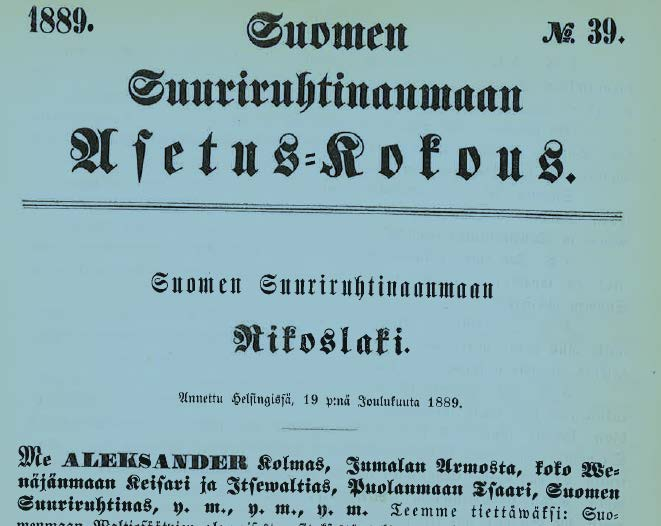 1889.
№ 39.
Suomen
Suuriruhtinanmaan
Asetus=Kokous.
Suomen Suuriruhtinaanmaan
Rikoslaki.
Annettu Helsingissä, 19 p:nä Joulukuuta 1889.
Me ALEKSANDER Kolmas, Jumalan Armosta, koko We=
näjänmaan Keisari ja Itsewaltias, Puolanmaan Tsaari, Suomen
Suuriruhtinas, y. m., y. m., y. m. Teemme tiettäwäksi: Suo=